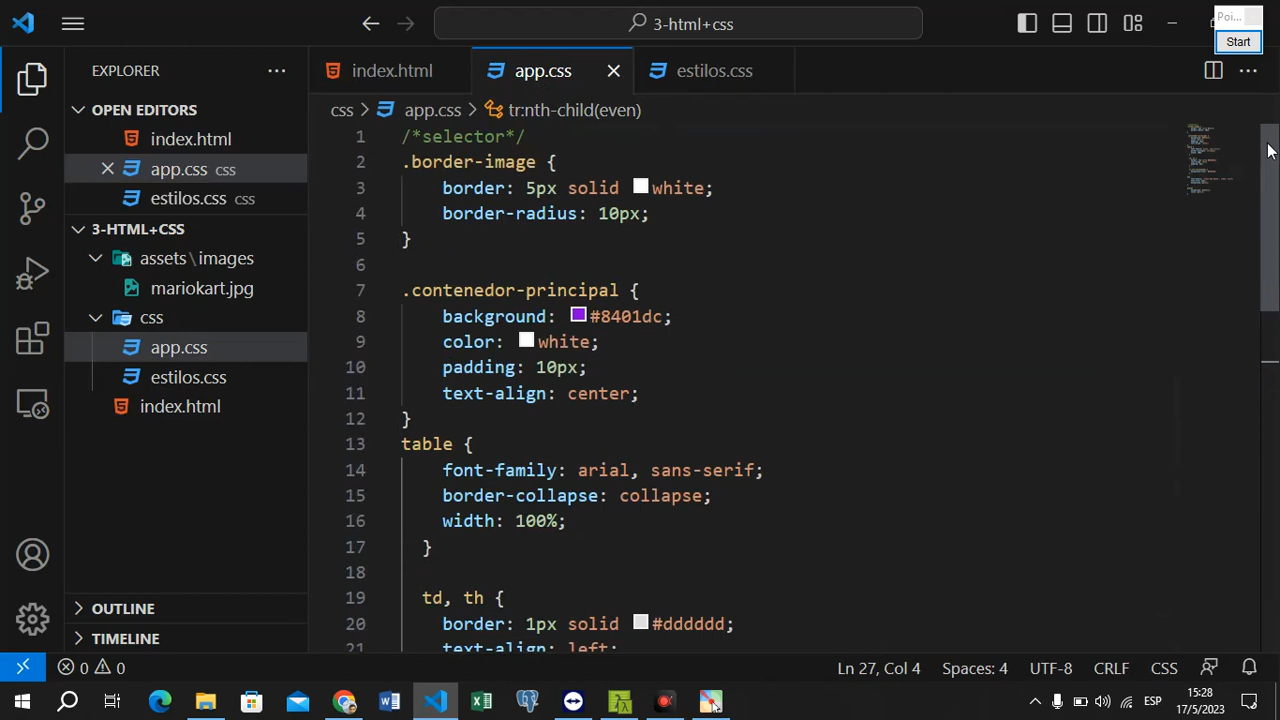 3-html+css
Poi...
Start
EXPLORER
index.html
app.css
estilos.css
OPEN EDITORS
css
app.css
tr:nth-child(even)
index.html
app.css css
estilos.css css
3-HTML+CSS
assets\images
mariokart.jpg
css
app.css
estilos.css
index.html
OUTLINE
TIMELINE
1 /*selector*/
2 .border-image {
3 border: 5px solid white;
4 border-radius: 10px;
5 }
6
7 .contenedor-principal {
8 background: #8401dc;
9 color: white;
10 padding: 10px;
11 text-align: center;
12 }
13 table {
14 font-family: arial, sans-serif;
15 border-collapse: collapse;
16 width: 100%;
17 }
18
19 td, th {
20 border: 1px solid #dddddd;
21 text-align: left;
0 0
Ln 27, Col 4
Spaces: 4
UTF-8
CRLF
CSS
ESP
15:28
17/5/2023